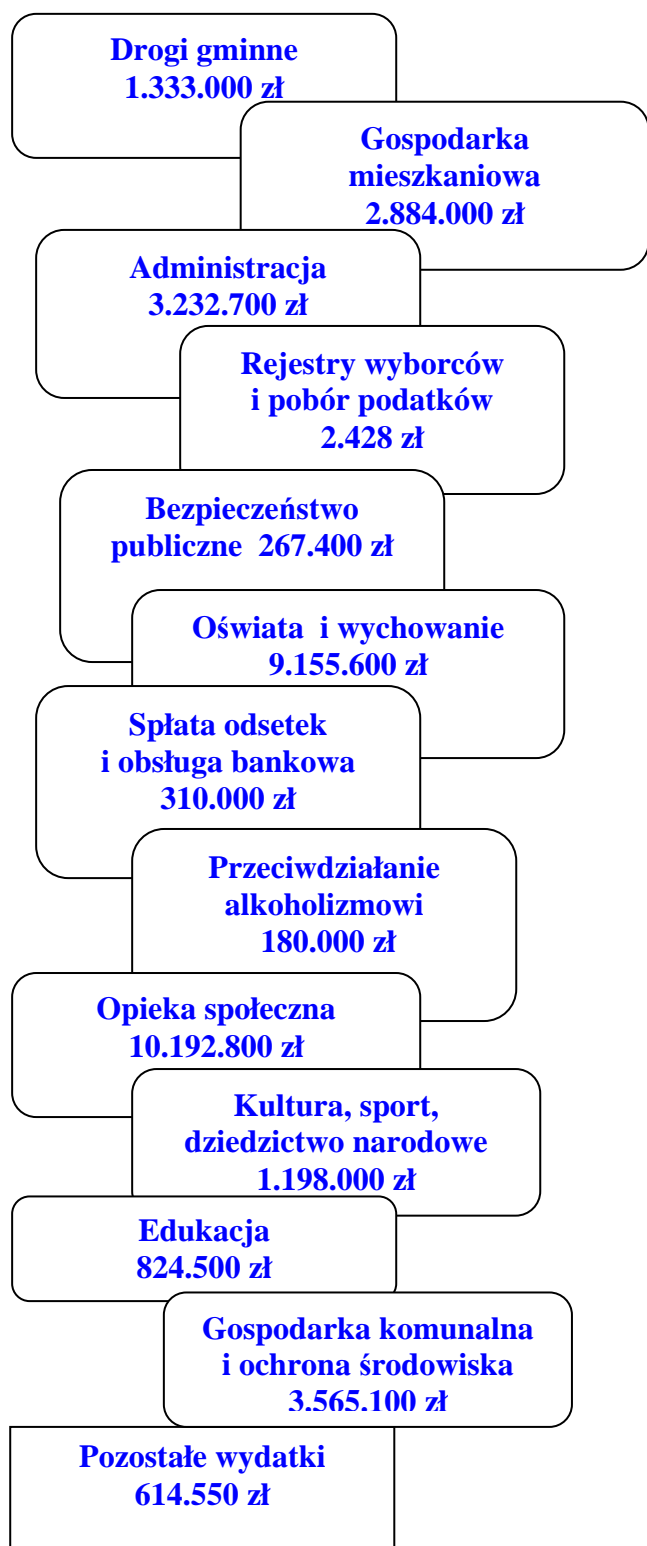 Drogi gminne
1.333.000 zł
Gospodarka
mieszkaniowa
2.884.000 zł
Administracja
3.232.700 zł
Rejestry wyborców
i pobór podatków
2.428 zł
Bezpieczeństwo
publiczne  267.400 zł
Oświata  i wychowanie
9.155.600 zł
Spłata odsetek
i obsługa bankowa
310.000 zł
Przeciwdziałanie
alkoholizmowi
180.000 zł
Opieka społeczna
10.192.800 zł
Kultura, sport,
dziedzictwo narodowe
1.198.000 zł
Edukacja
824.500 zł
Gospodarka komunalna
i ochrona środowiska
3.565.100 zł
Pozostałe wydatki
614.550 zł